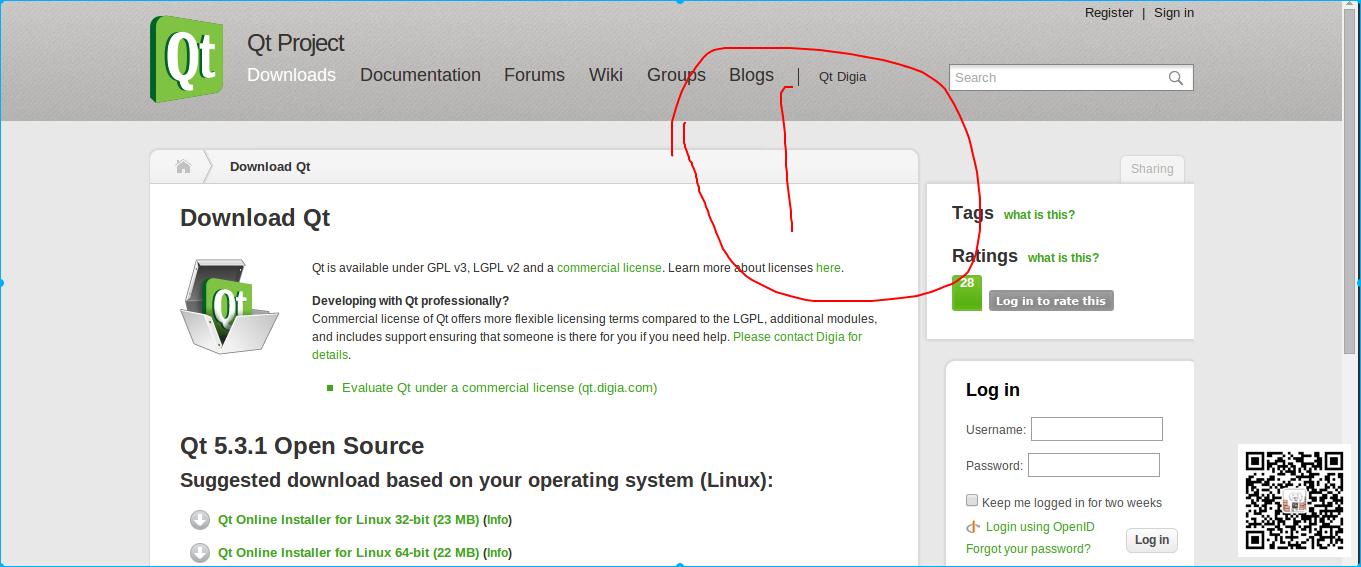 Register | Sign in
Qt
Qt Project
Downloads Documentation Forums Wiki Groups Blogs | Qt Digia
Search
Download Qt
Sharing
Download Qt
Qt
Qt is available under GPL v3, LGPL v2 and a commercial license. Learn more about licenses here.
Developing with Qt professionally?
Commercial license of Qt offers more flexible licensing terms compared to the LGPL, additional modules,
and includes support ensuring that someone is there for you if you need help. Please contact Digia for
details.
Evaluate Qt under a commercial license (qt.digia.com)
Qt 5.3.1 Open Source
Suggested download based on your operating system (Linux):
Qt Online Installer for Linux 32-bit (23 MB) (Info)
Qt Online Installer for Linux 64-bit (22 MB) (Info)
Tags what is this?
Ratings what is this?
28
Log in to rate this
Log in
Username:
Password:
Keep me logged in for two weeks
Login using OpenID
Forgot your password?
Log in